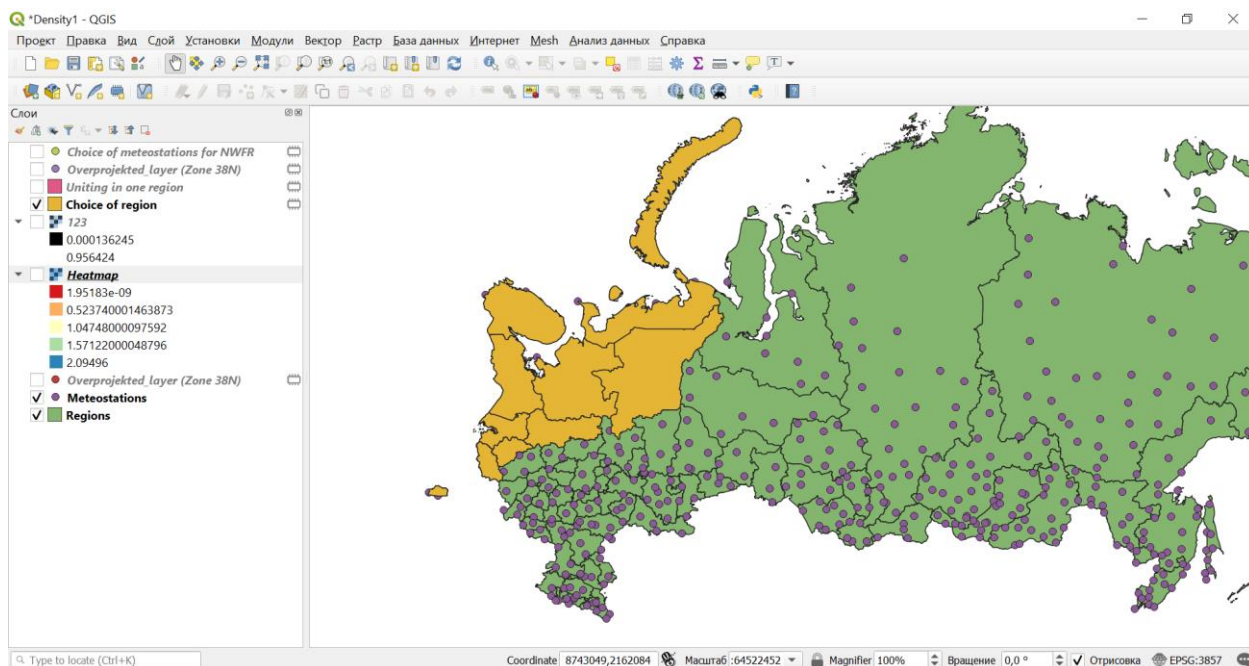 *Density1 - QGIS
Проект Правка Вид Слой Установки Модули Вектор Растр База данных Интернет Mesh Анализ данных Справка
Слои
Choice of meteostations for NWFR
Overprojekted_layer (Zone 38N)
Uniting in one region
Choice of region
123
0.000136245
0.956424
Heatmap
1.95183e-09
0.523740001463873
1.04748000097592
1.57122000048796
2.09496
Overprojekted_layer (Zone 38N)
Meteostations
Regions
Type to locate (Ctrl+K) Coordinate 8743049,2162084 Масштаб :64522452 Magnifier 100% Вращение 0,0 ° Отрисовка EPSG:3857